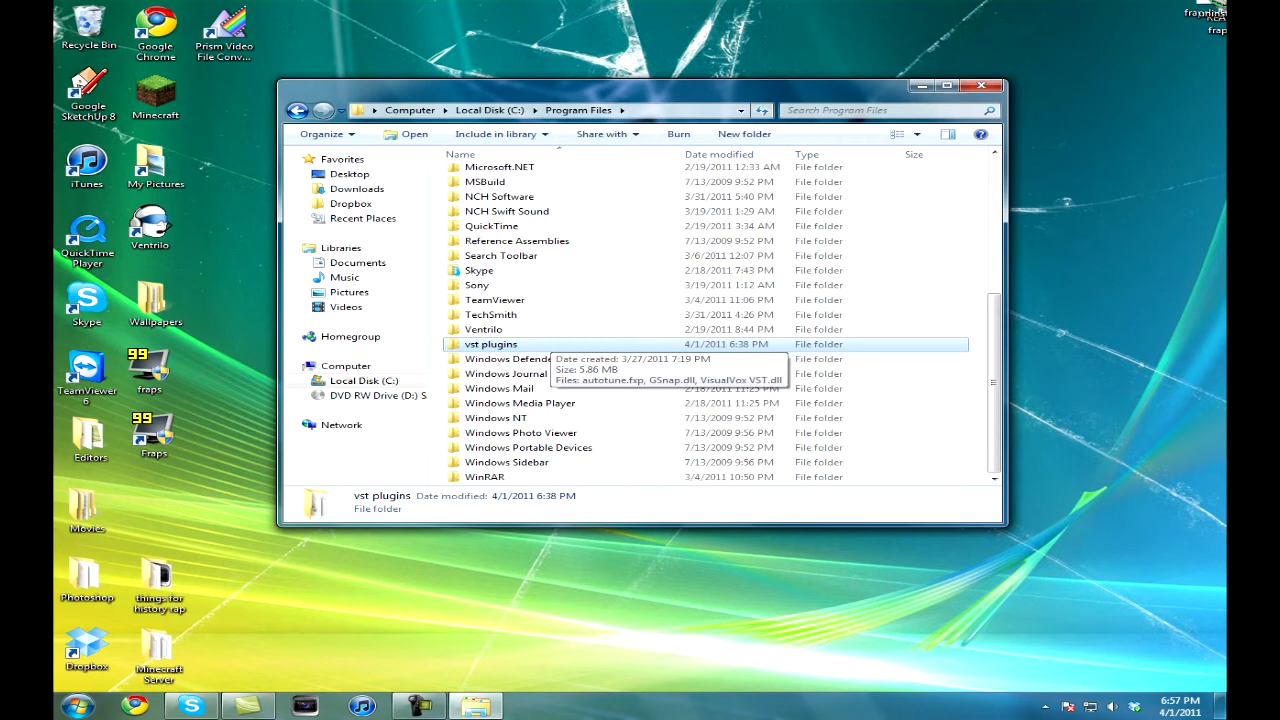 Recycle Bin
Google Chrome
Prism Video File Conv...
Google SketchUp 8
Minecraft
iTunes
My Pictures
QuickTime Player
Ventrilo
Skype
Wallpapers
TeamViewer 6
99
fraps
99
Fraps
Editors
Movies
Photoshop
things for history rap
Dropbox
Minecraft Server
Computer
Local Disk (C:)
Program Files
Search Program Files
Organize
Open
Include in library
Share with
Burn
New folder
Favorites
Desktop
Downloads
Dropbox
Recent Places
Libraries
Documents
Music
Pictures
Videos
Homegroup
Computer
Local Disk (C:)
DVD RW Drive (D:) S
Network
Name Date modified Type Size
Microsoft.NET 2/19/2011 12:33 AM File folder
MSBuild 7/13/2009 9:52 PM File folder
NCH Software 3/31/2011 5:40 PM File folder
NCH Swift Sound 3/19/2011 1:29 AM File folder
QuickTime 2/19/2011 3:34 AM File folder
Reference Assemblies 7/13/2009 9:52 PM File folder
Search Toolbar 3/6/2011 12:07 PM File folder
Skype 2/18/2011 7:43 PM File folder
Sony 3/19/2011 1:12 AM File folder
TeamViewer 3/4/2011 11:06 PM File folder
TechSmith 3/31/2011 4:26 PM File folder
Ventrilo 2/19/2011 8:44 PM File folder
vst plugins 4/1/2011 6:38 PM File folder
Windows Defende File folder
Windows Journal File folder
Windows Mail 2/18/2011 11:25 PM File folder
Windows Media Player 2/18/2011 11:25 PM File folder
Windows NT 7/13/2009 9:52 PM File folder
Windows Photo Viewer 7/13/2009 9:56 PM File folder
Windows Portable Devices 7/13/2009 9:52 PM File folder
Windows Sidebar 7/13/2009 9:56 PM File folder
WinRAR 3/4/2011 10:50 PM File folder
Date created: 3/27/2011 7:19 PM
Size: 5.86 MB
Files: autotune.fxp, GSnap.dll, VisualVox VST.dll
vst plugins Date modified: 4/1/2011 6:38 PM
File folder
6:57 PM
4/1/2011